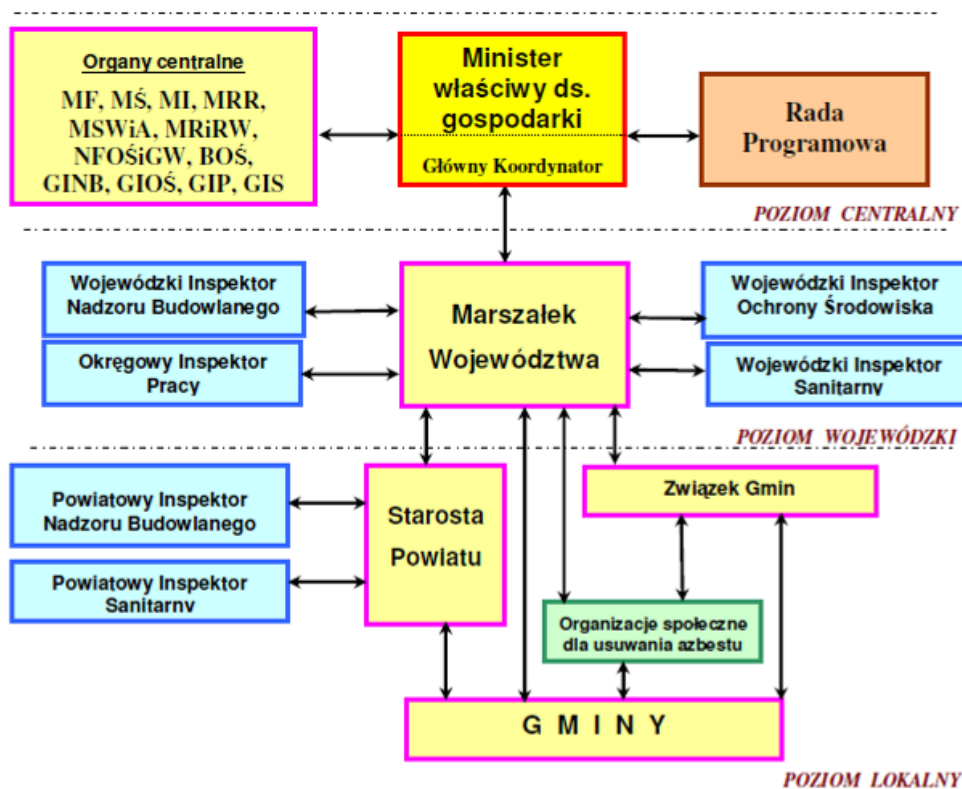 Organy centralne
MF, MŚ, MI, MRR,
MSWiA, MRiRW,
NFOŚiGW, BOŚ,
GINB, GIOŚ, GIP, GIS
Minister
właściwy ds.
gospodarki
Główny Koordynator
Rada
Programowa
POZIOM CENTRALNY
Wojewódzki Inspektor
Nadzoru Budowlanego
Okręgowy Inspektor
Pracy
Marszałek
Województwa
Wojewódzki Inspektor
Ochrony Środowiska
Wojewódzki Inspektor
Sanitarny
POZIOM WOJEWÓDZKI
Powiatowy Inspektor
Nadzoru Budowlanego
Powiatowy Inspektor
Sanitarny
Starosta
Powiatu
Związek Gmin
Organizacje społeczne
dla usuwania azbestu
G M I N Y
POZIOM LOKALNY